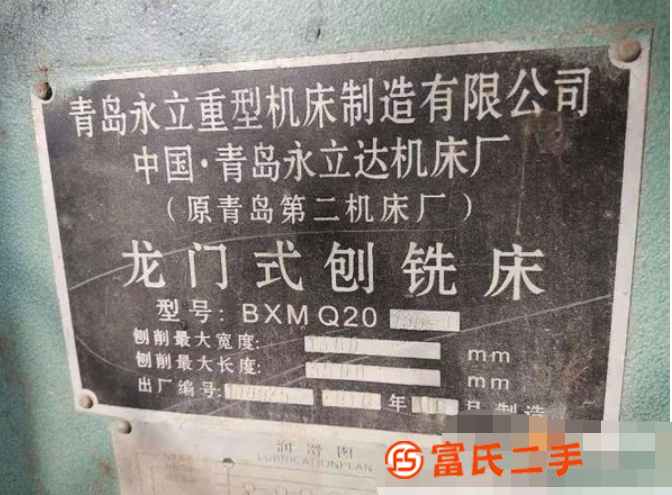 青岛永立重型机床制造有限公司
中国·青岛永立达机床厂
(原青岛第二机床厂)
龙门式刨铣床
型号: BXMQ20
刨削最大宽度: mm
刨削最大长度: mm
出厂编号: 年 月制造
润滑图
LUBRICATIONPLAN
富氏二手